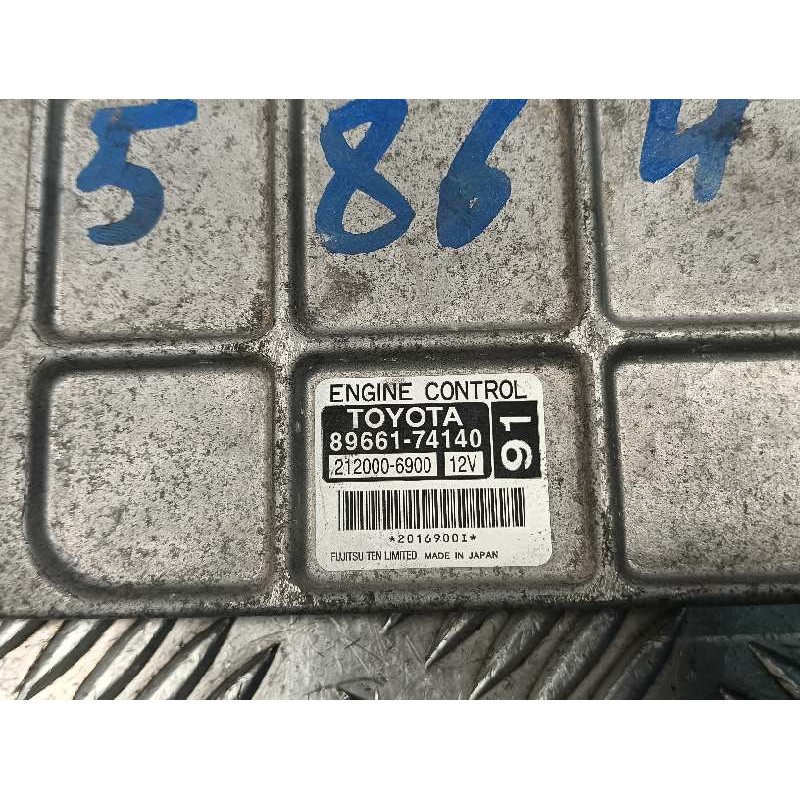 5 86 4
ENGINE CONTROL
TOYOTA
89661-74140
212000-6900 12V
91
*2016900I*
FUJITSU TEN LIMITED MADE IN JAPAN